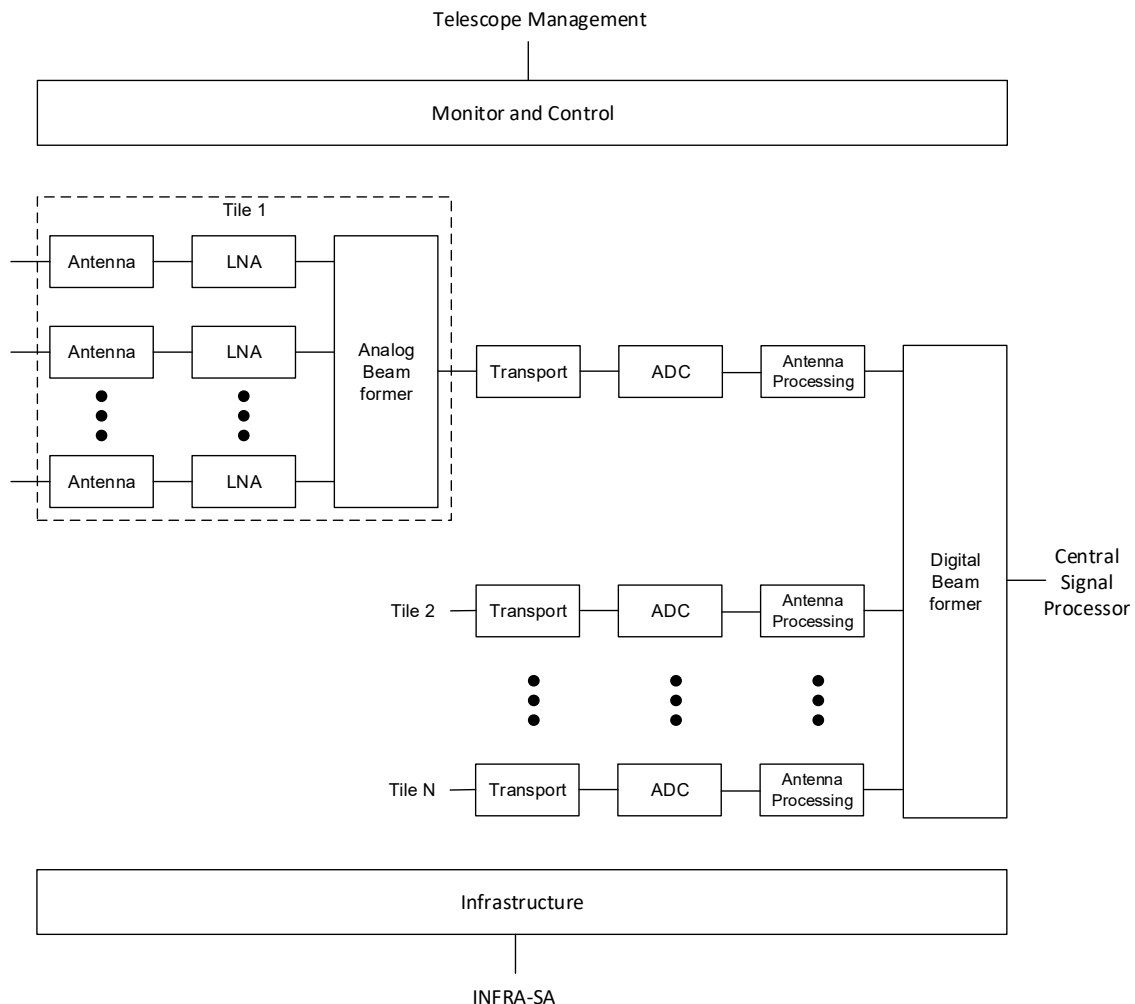 Telescope Management
Monitor and Control
Tile 1
Antenna
LNA
Antenna
LNA
Antenna
LNA
Analog
Beam
former
Transport
ADC
Antenna
Processing
Tile 2
Transport
ADC
Antenna
Processing
Tile N
Transport
ADC
Antenna
Processing
Digital
Beam
former
Central
Signal
Processor
Infrastructure
INFRA-SA